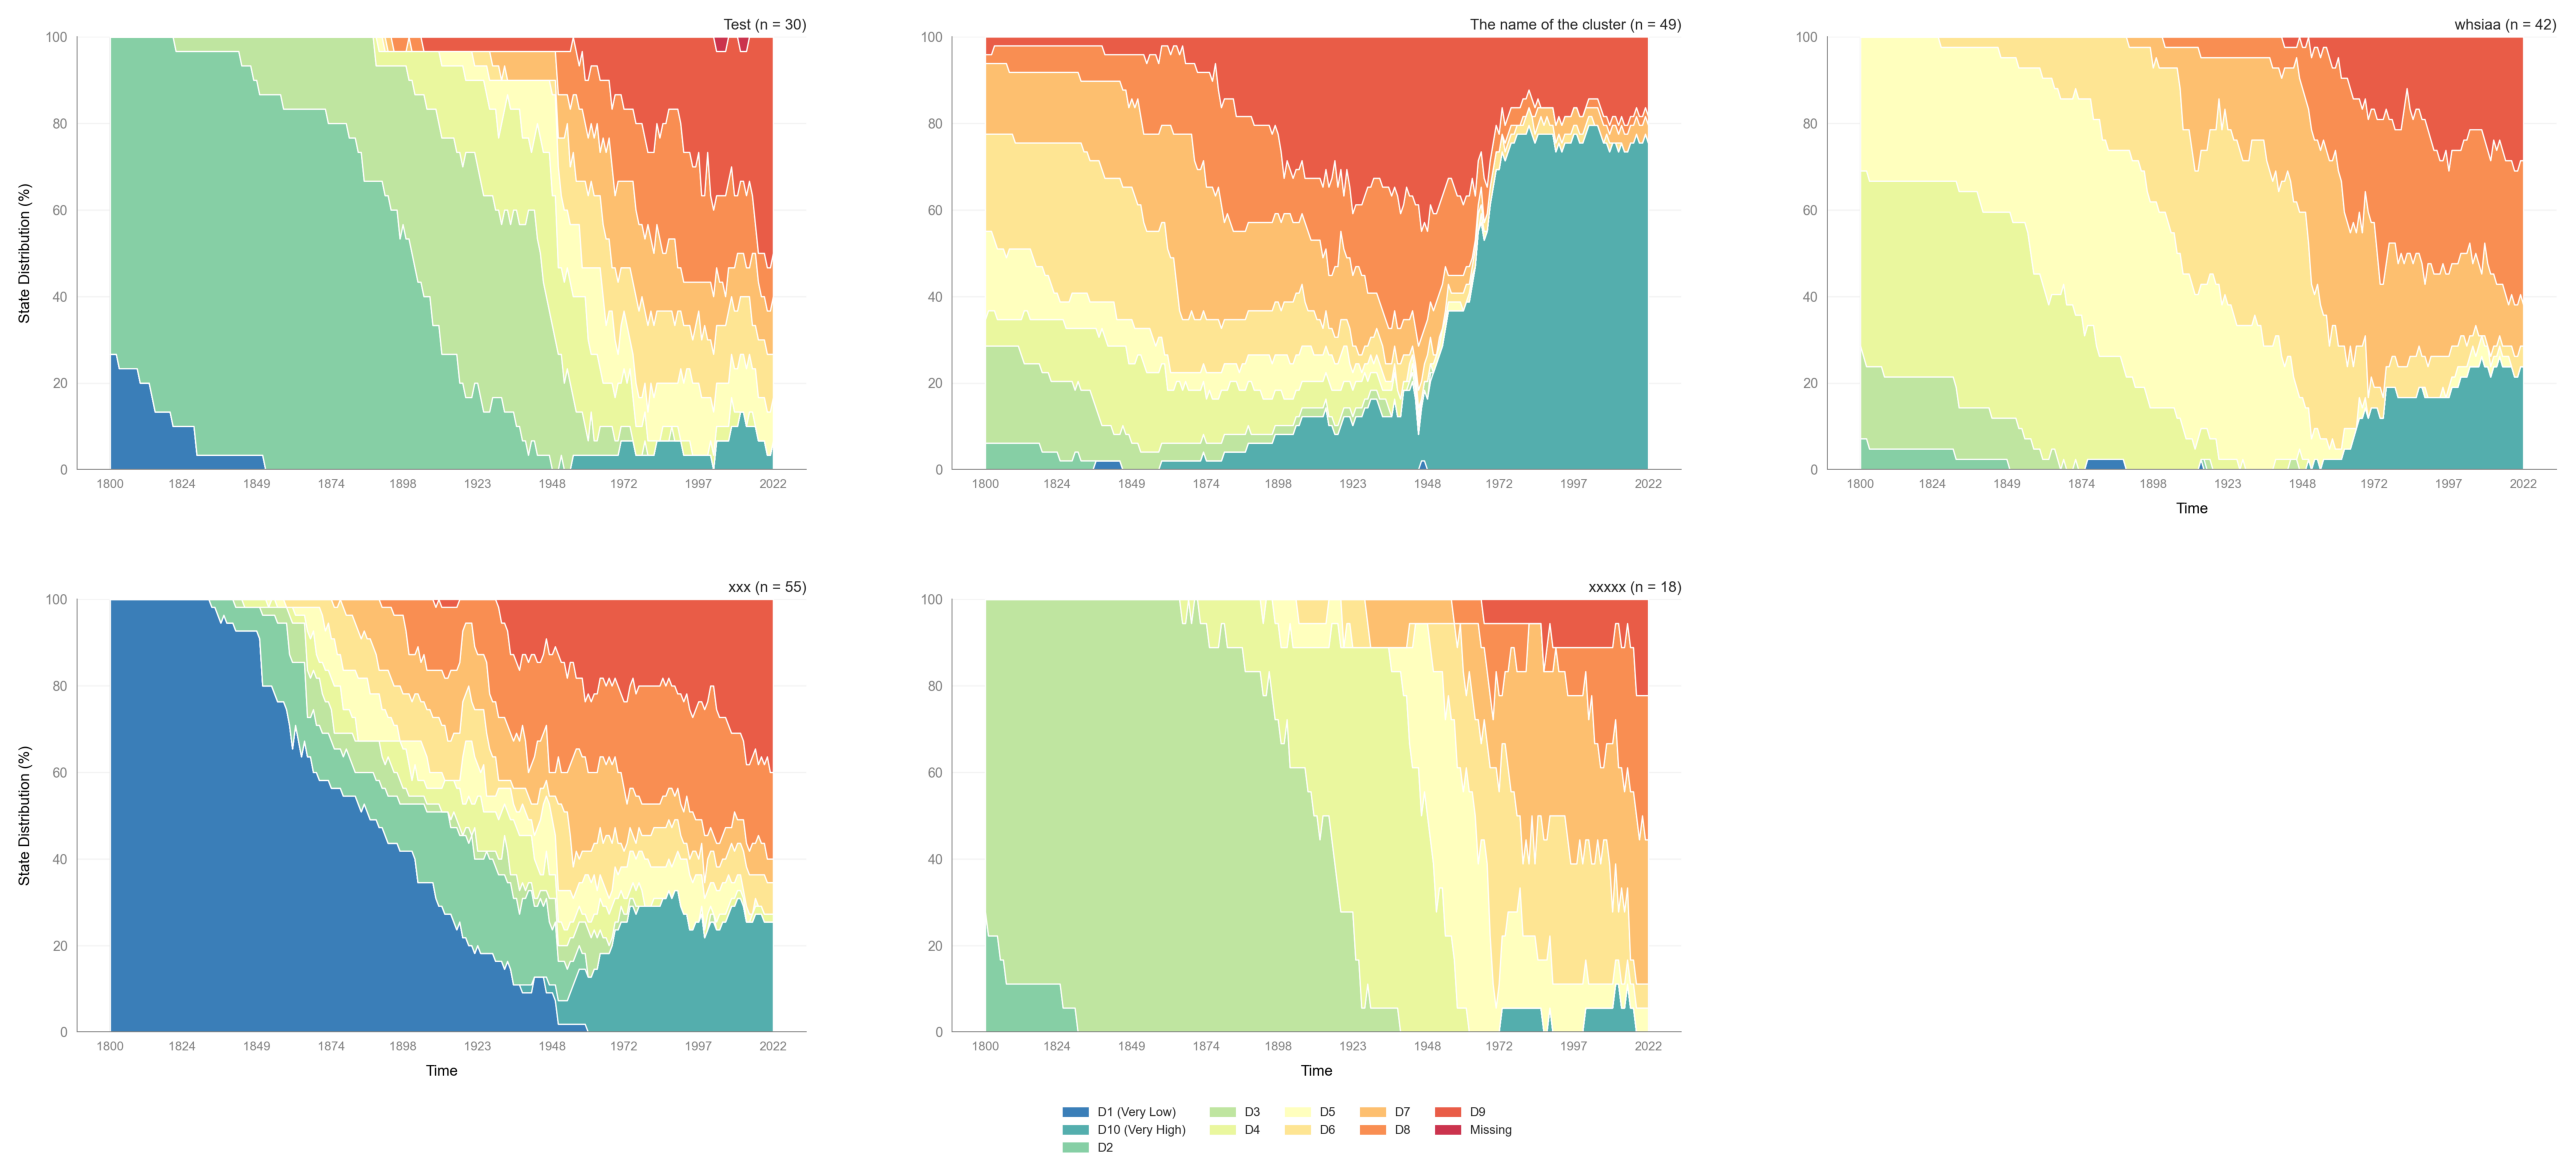 Test (n = 30)
The name of the cluster (n = 49)
whsiaa (n = 42)
State Distribution (%)
100
80
60
40
20
0
1800 1824 1849 1874 1898 1923 1948 1972 1997 2022
100
80
60
40
20
0
1800 1824 1849 1874 1898 1923 1948 1972 1997 2022
100
80
60
40
20
0
1800 1824 1849 1874 1898 1923 1948 1972 1997 2022
Time
xxx (n = 55)
xxxxx (n = 18)
State Distribution (%)
100
80
60
40
20
0
1800 1824 1849 1874 1898 1923 1948 1972 1997 2022
Time
100
80
60
40
20
0
1800 1824 1849 1874 1898 1923 1948 1972 1997 2022
Time
D1 (Very Low) D3 D5 D7 D9
D10 (Very High) D4 D6 D8 Missing
D2